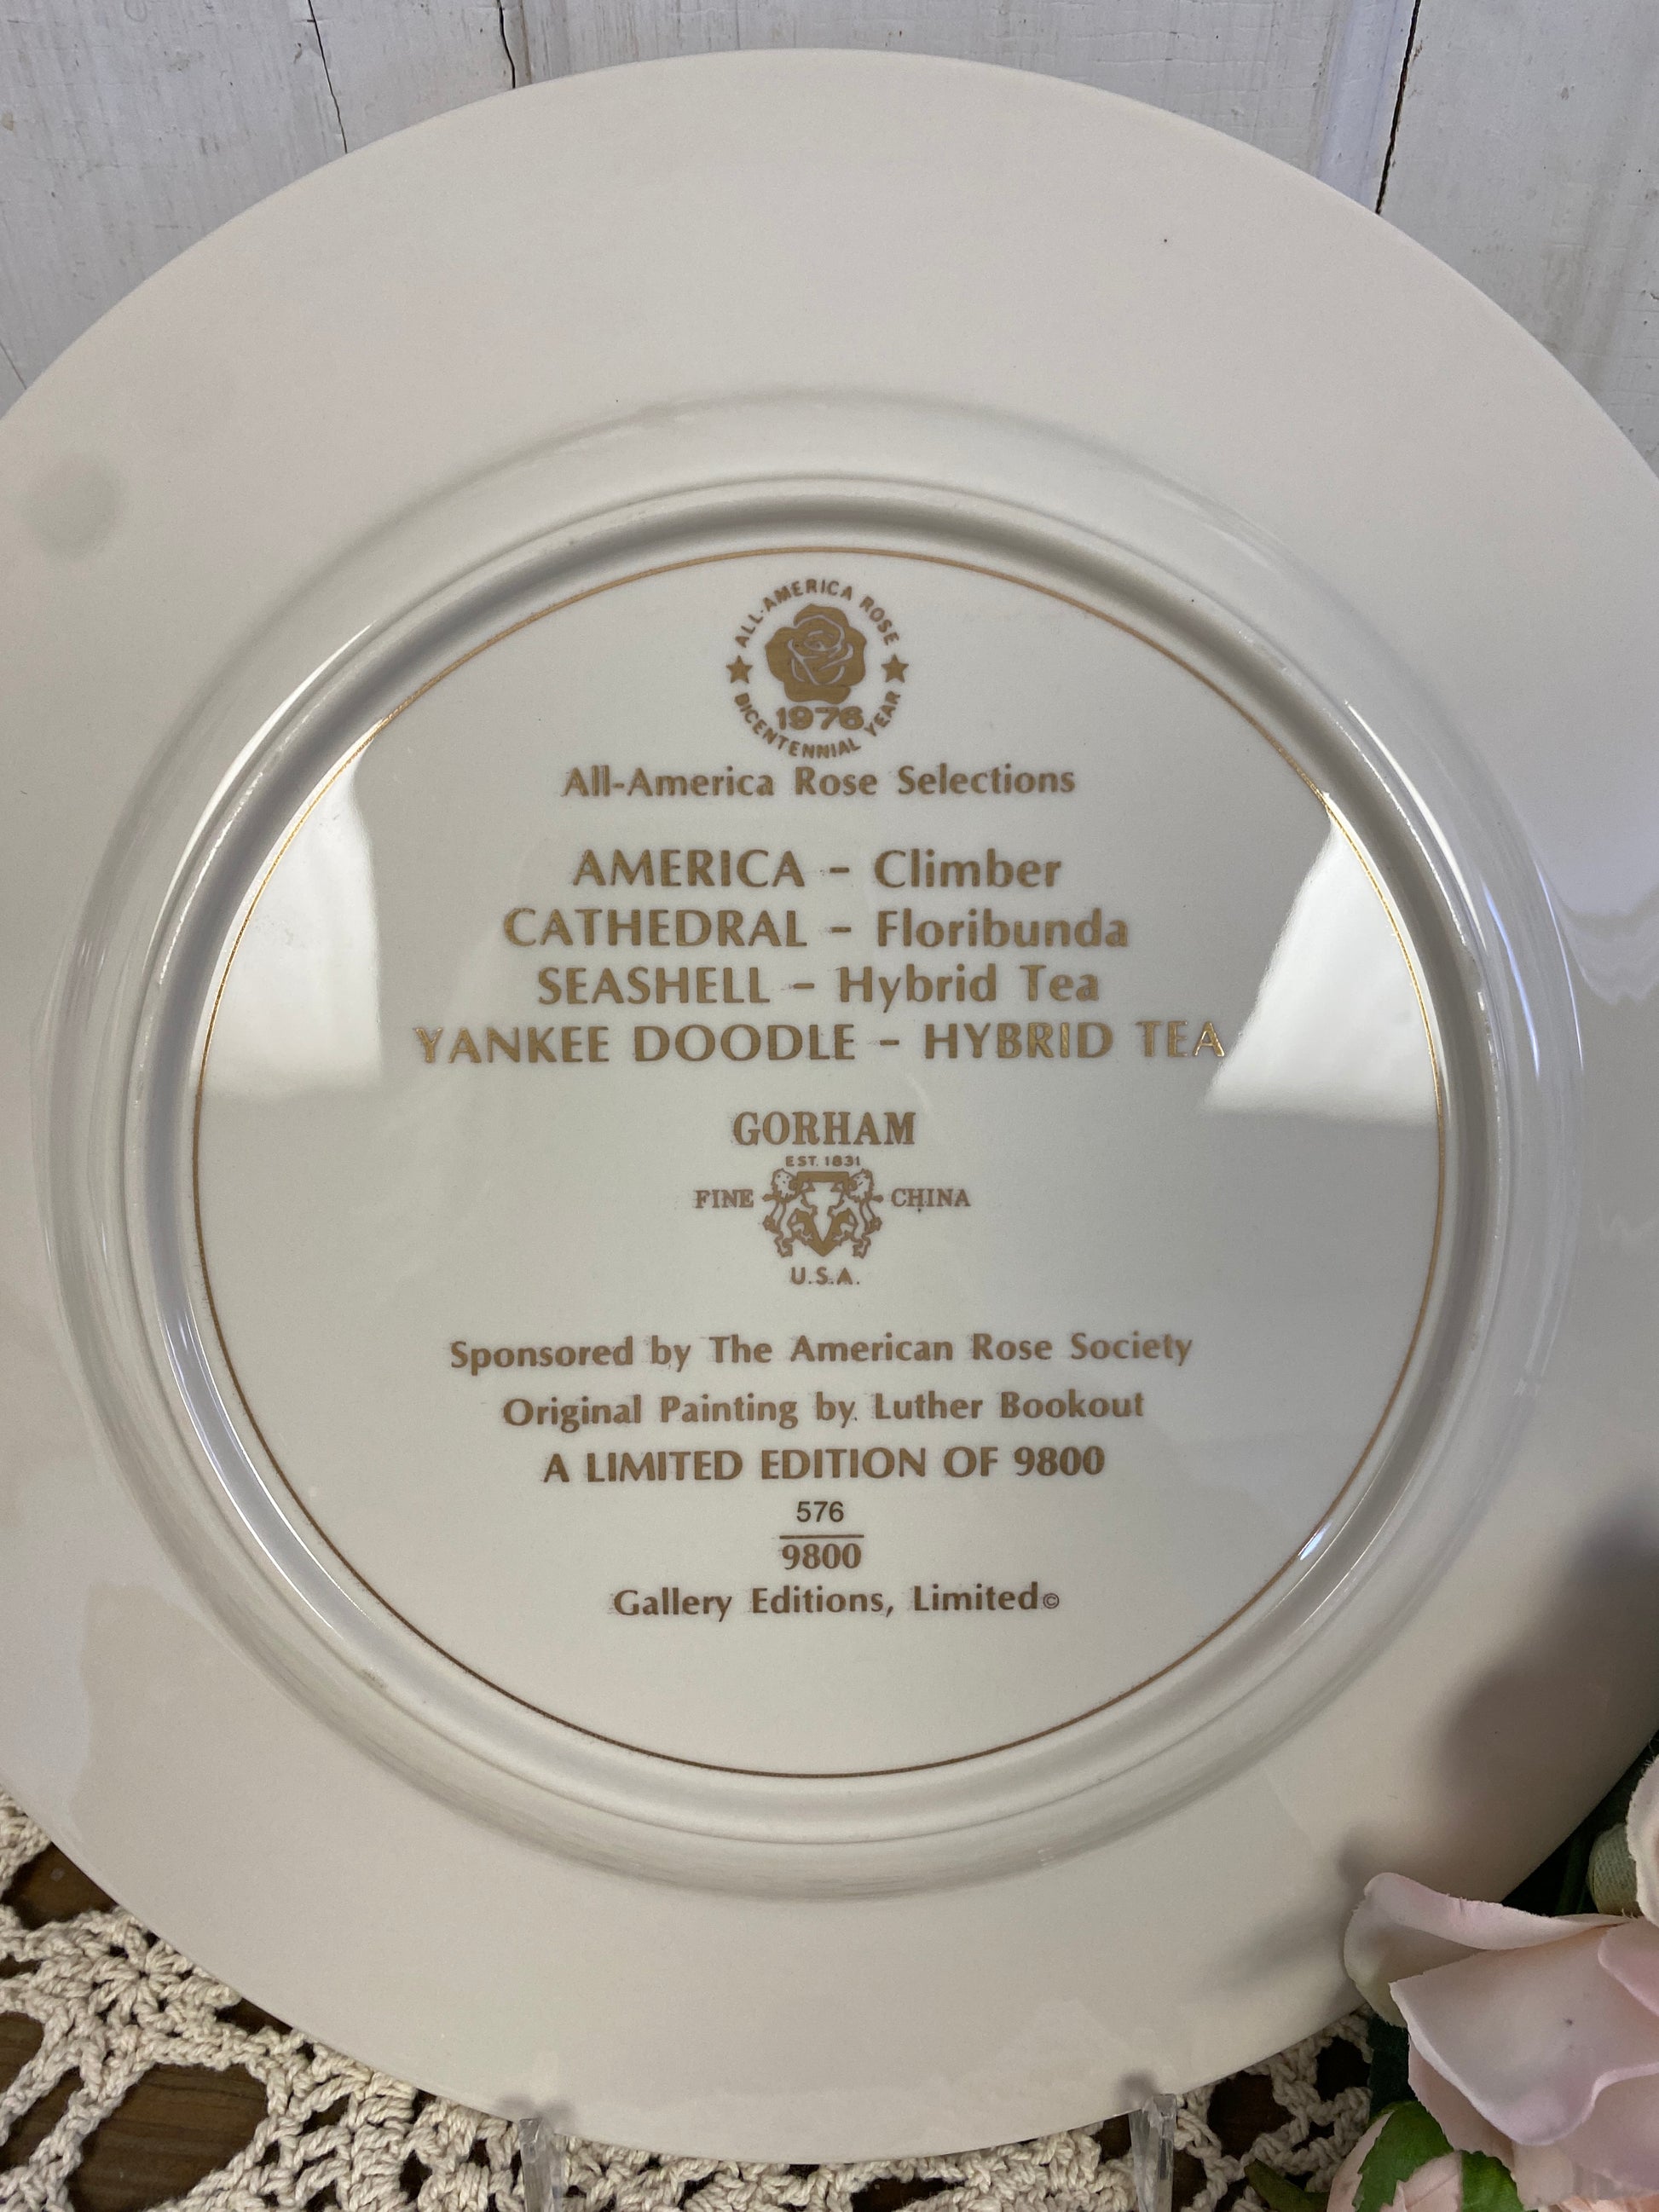 ALL-AMERICA ROSE
1976
BICENTENNIAL YEAR
All-America Rose Selections
AMERICA – Climber
CATHEDRAL – Floribunda
SEASHELL – Hybrid Tea
YANKEE DOODLE – HYBRID TEA
GORHAM
EST. 1831
FINE CHINA
U.S.A.
Sponsored by The American Rose Society
Original Painting by Luther Bookout
A LIMITED EDITION OF 9800
576
9800
Gallery Editions, Limited©